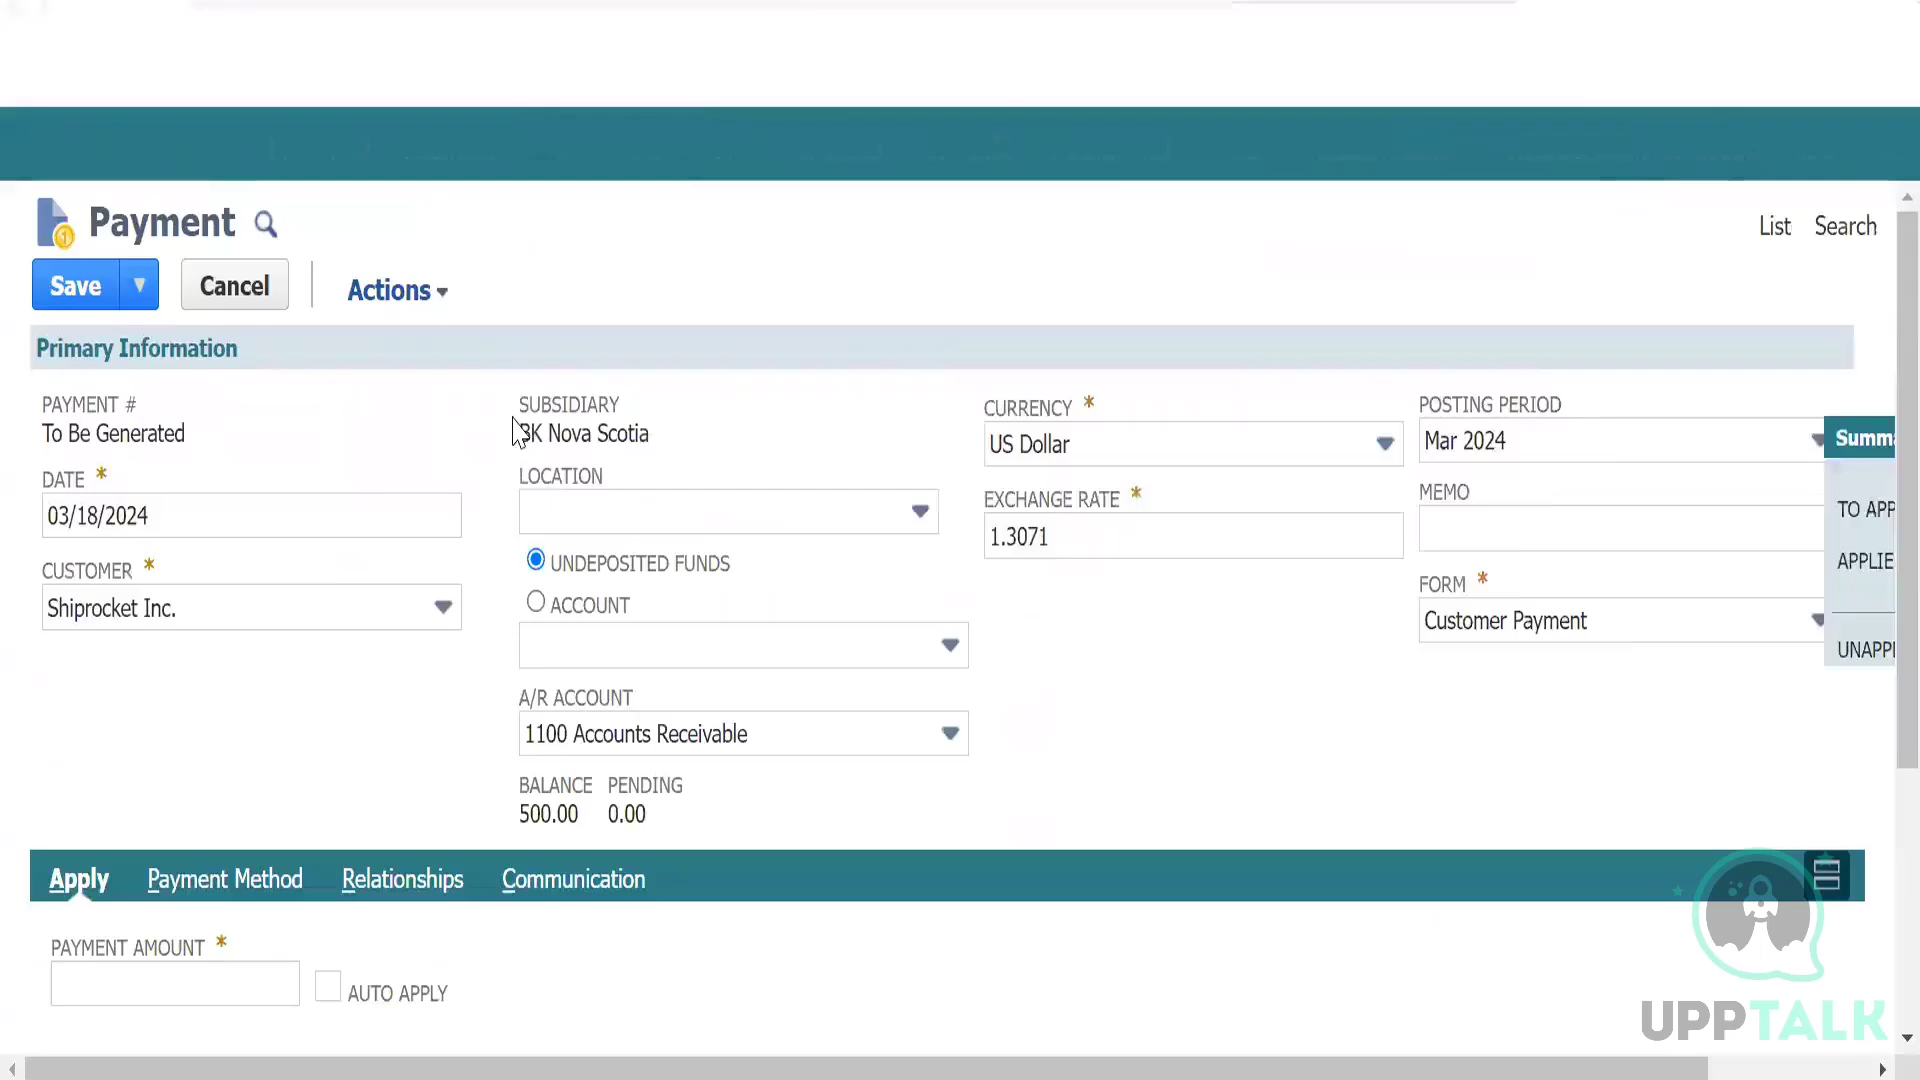 Payment
List Search
Save Cancel Actions
Primary Information
PAYMENT #
To Be Generated
DATE *
03/18/2024
CUSTOMER *
Shiprocket Inc.
SUBSIDIARY
BK Nova Scotia
LOCATION
UNDEPOSITED FUNDS
ACCOUNT
A/R ACCOUNT
1100 Accounts Receivable
BALANCE PENDING
500.00 0.00
CURRENCY *
US Dollar
EXCHANGE RATE *
1.3071
POSTING PERIOD
Mar 2024
MEMO
FORM *
Customer Payment
Summa
TO APP
APPLIE
UNAPPI
Apply Payment Method Relationships Communication
PAYMENT AMOUNT *
AUTO APPLY
UPPTALK